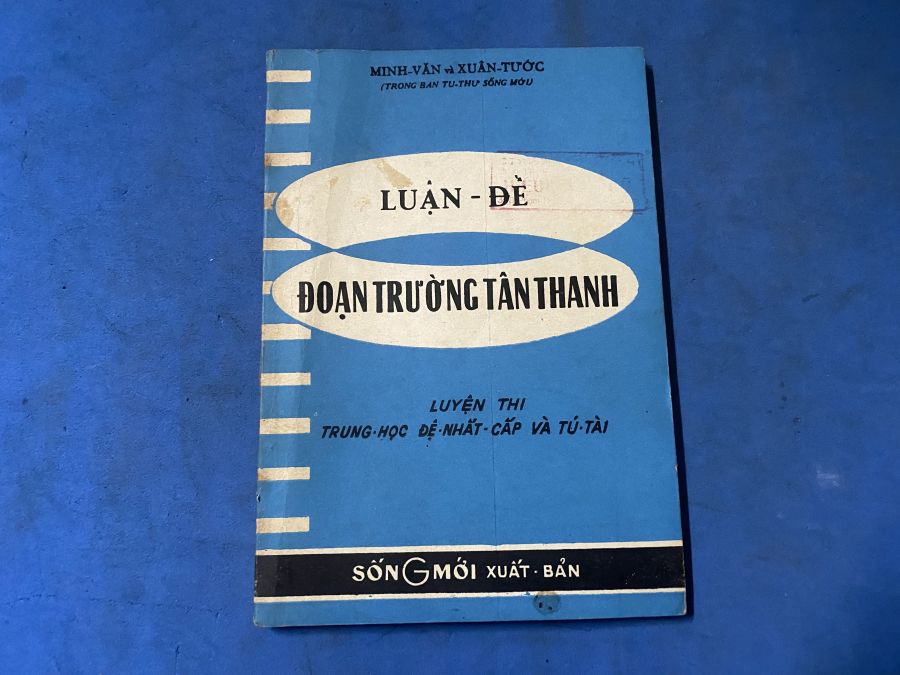 MINH-VĂN và XUÂN-TƯỚC
(TRONG BAN TU-THƯ SỐNG MỚI)
LUẬN - ĐỀ
ĐOẠN TRƯỜNG TÂN THANH
LUYỆN THI
TRUNG·HỌC ĐỆ·NHẤT·CẤP VÀ TÚ·TÀI
SỐNG MỚI XUẤT·BẢN